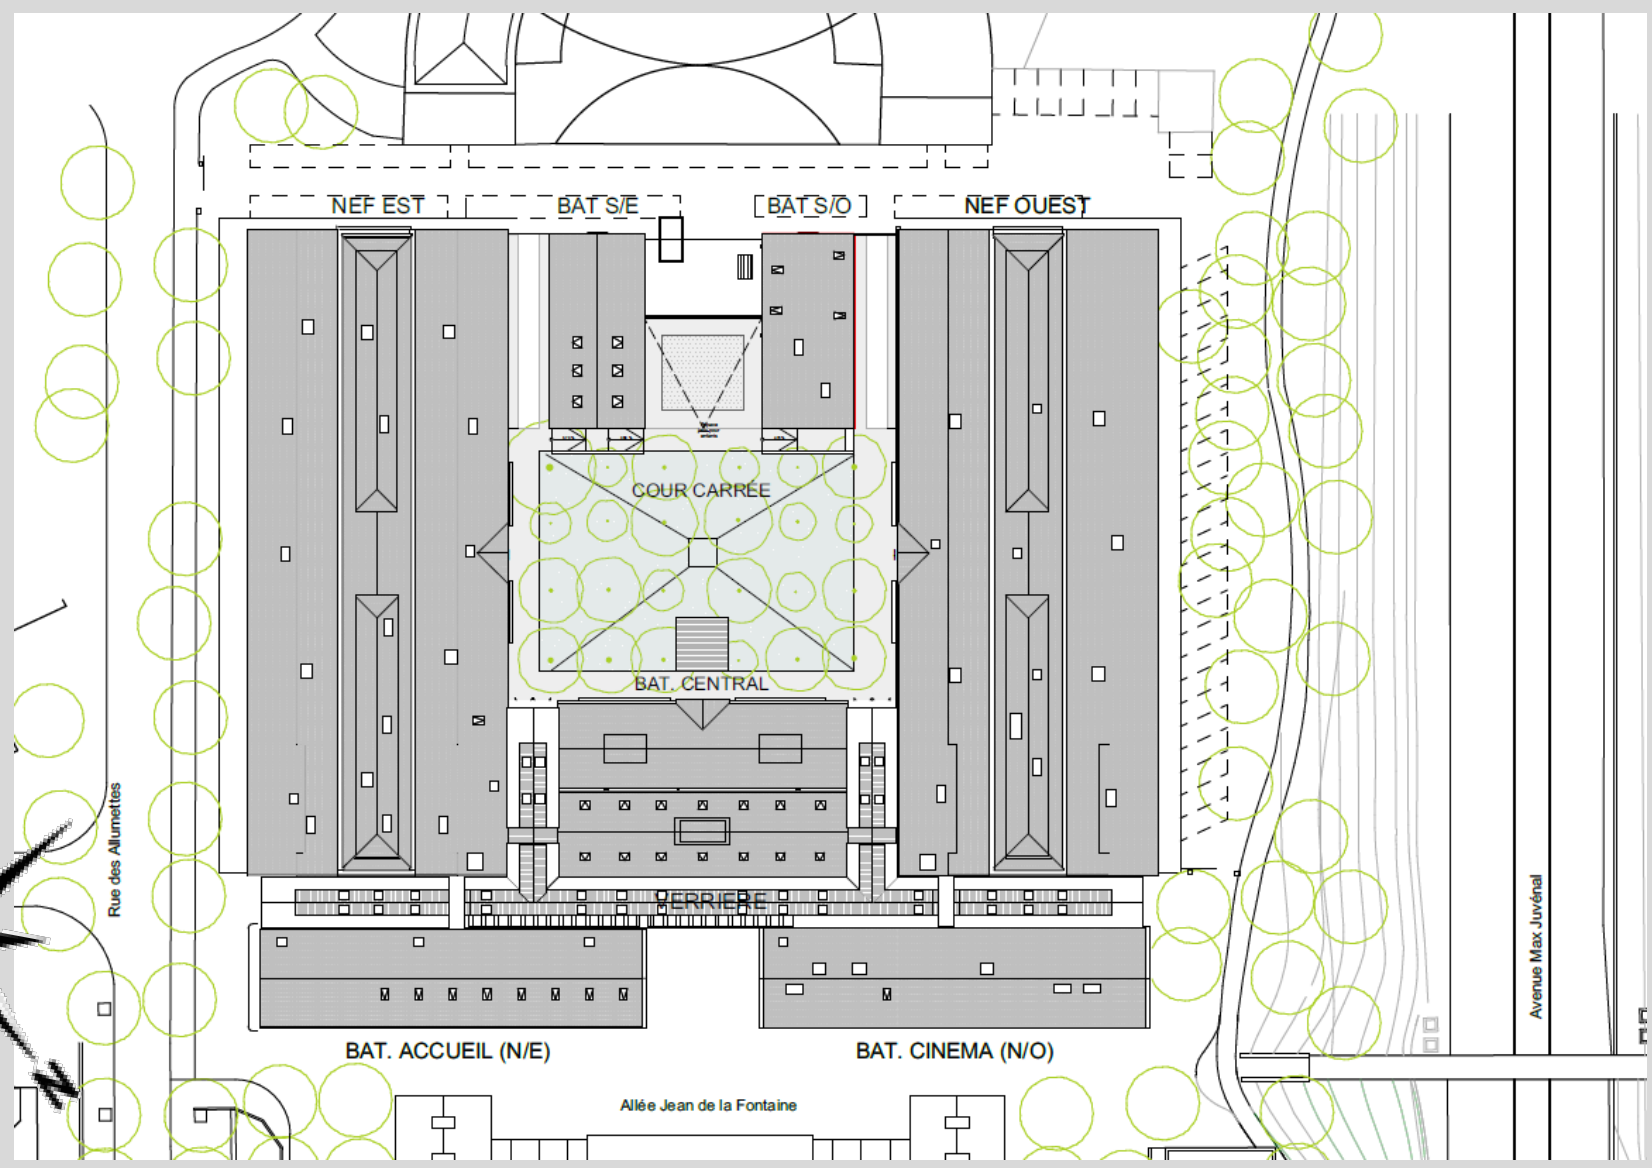 NEF EST
BAT S/E
BAT S/O
NEF OUEST
COUR CARRÉE
BAT. CENTRAL
Rue des Allumettes
VERRIERE
Avenue Max Juvénal
BAT. ACCUEIL (N/E)
BAT. CINEMA (N/O)
Allée Jean de la Fontaine
N